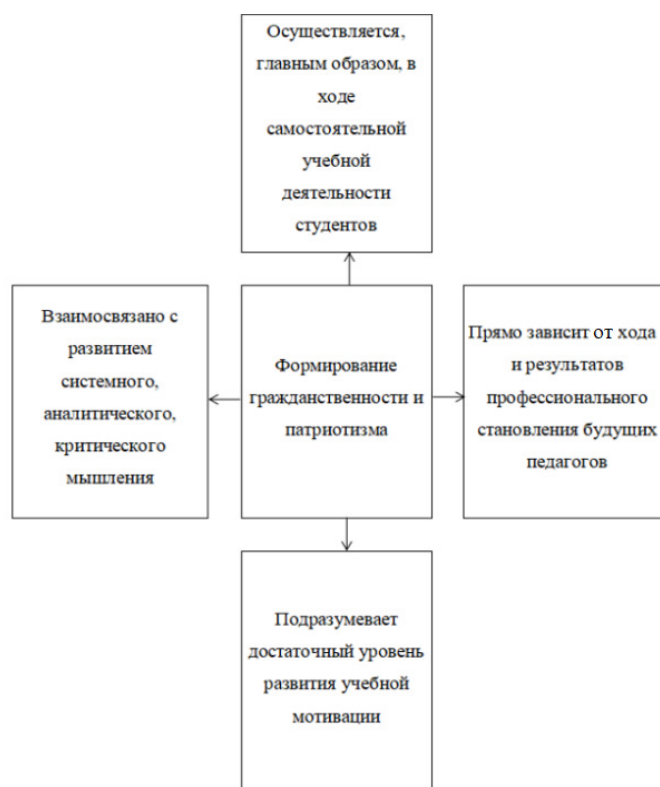 Осуществляется,
главным образом, в
ходе
самостоятельной
учебной
деятельности
студентов
Взаимосвязано с
развитием
системного,
аналитического,
критического
мышления
Формирование
гражданственности и
патриотизма
Прямо зависит от хода
и результатов
профессионального
становления будущих
педагогов
Подразумевает
достаточный уровень
развития учебной
мотивации